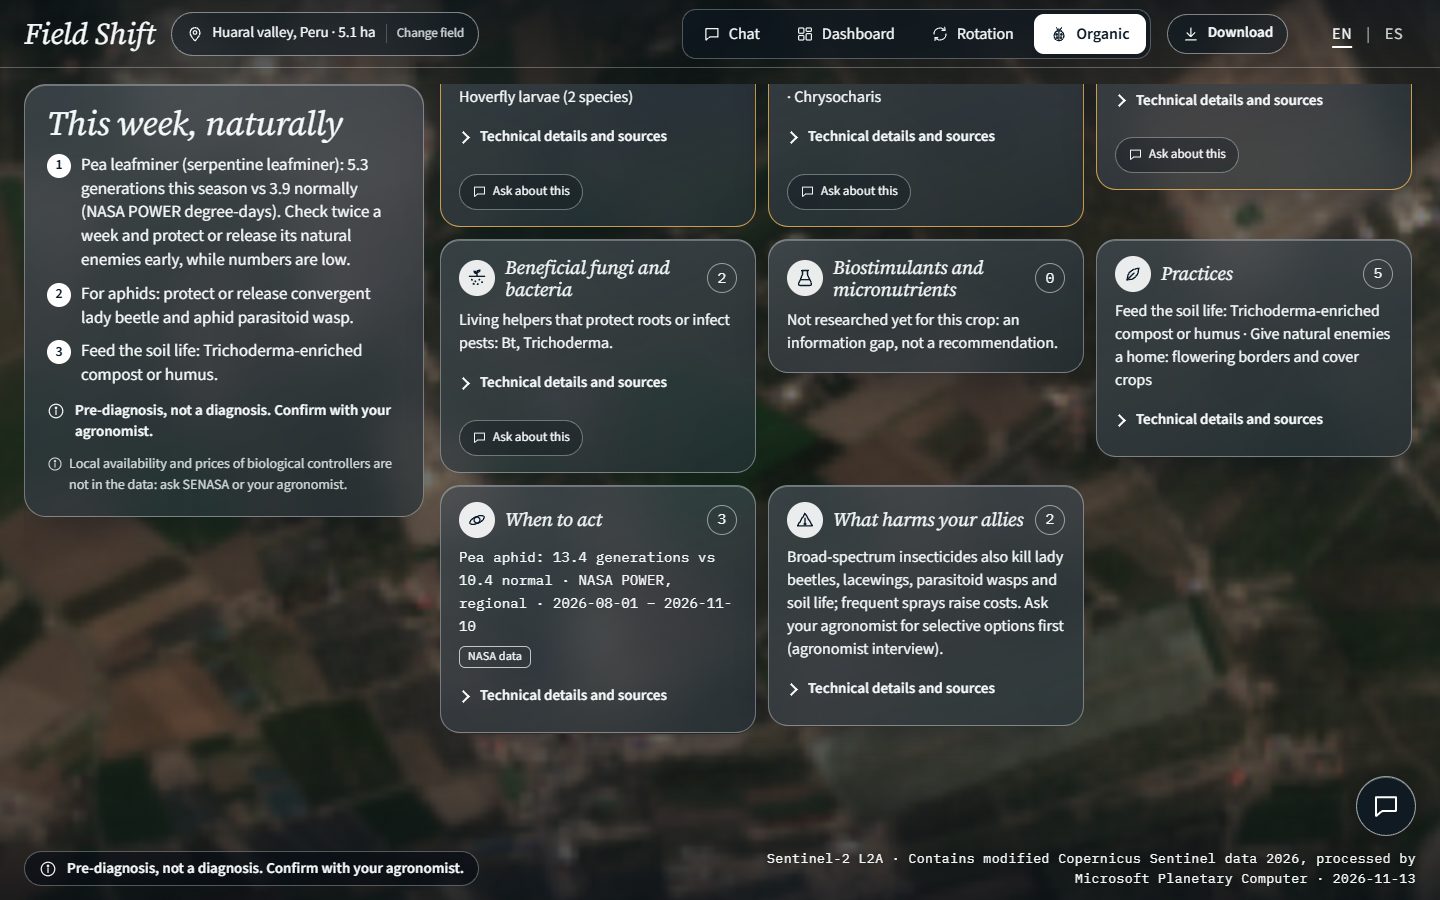 Field Shift
Huaral valley, Peru · 5.1 ha
Change field
Chat
Dashboard
Rotation
Organic
Download
EN | ES
This week, naturally
1
Pea leafminer (serpentine leafminer): 5.3
generations this season vs 3.9 normally
(NASA POWER degree-days). Check twice a
week and protect or release its natural
enemies early, while numbers are low.
2
For aphids: protect or release convergent
lady beetle and aphid parasitoid wasp.
3
Feed the soil life: Trichoderma-enriched
compost or humus.
Pre-diagnosis, not a diagnosis. Confirm with your
agronomist.
Local availability and prices of biological controllers are
not in the data: ask SENASA or your agronomist.
Hoverfly larvae (2 species)
Technical details and sources
Ask about this
· Chrysocharis
Technical details and sources
Ask about this
Technical details and sources
Ask about this
Beneficial fungi and
bacteria
2
Living helpers that protect roots or infect
pests: Bt, Trichoderma.
Technical details and sources
Ask about this
Biostimulants and
micronutrients
0
Not researched yet for this crop: an
information gap, not a recommendation.
Practices
5
Feed the soil life: Trichoderma-enriched
compost or humus · Give natural enemies
a home: flowering borders and cover
crops
Technical details and sources
When to act
3
Pea aphid: 13.4 generations vs
10.4 normal · NASA POWER,
regional · 2026-08-01 – 2026-11-
10
NASA data
Technical details and sources
What harms your allies
2
Broad-spectrum insecticides also kill lady
beetles, lacewings, parasitoid wasps and
soil life; frequent sprays raise costs. Ask
your agronomist for selective options first
(agronomist interview).
Technical details and sources
Pre-diagnosis, not a diagnosis. Confirm with your agronomist.
Sentinel-2 L2A · Contains modified Copernicus Sentinel data 2026, processed by
Microsoft Planetary Computer · 2026-11-13